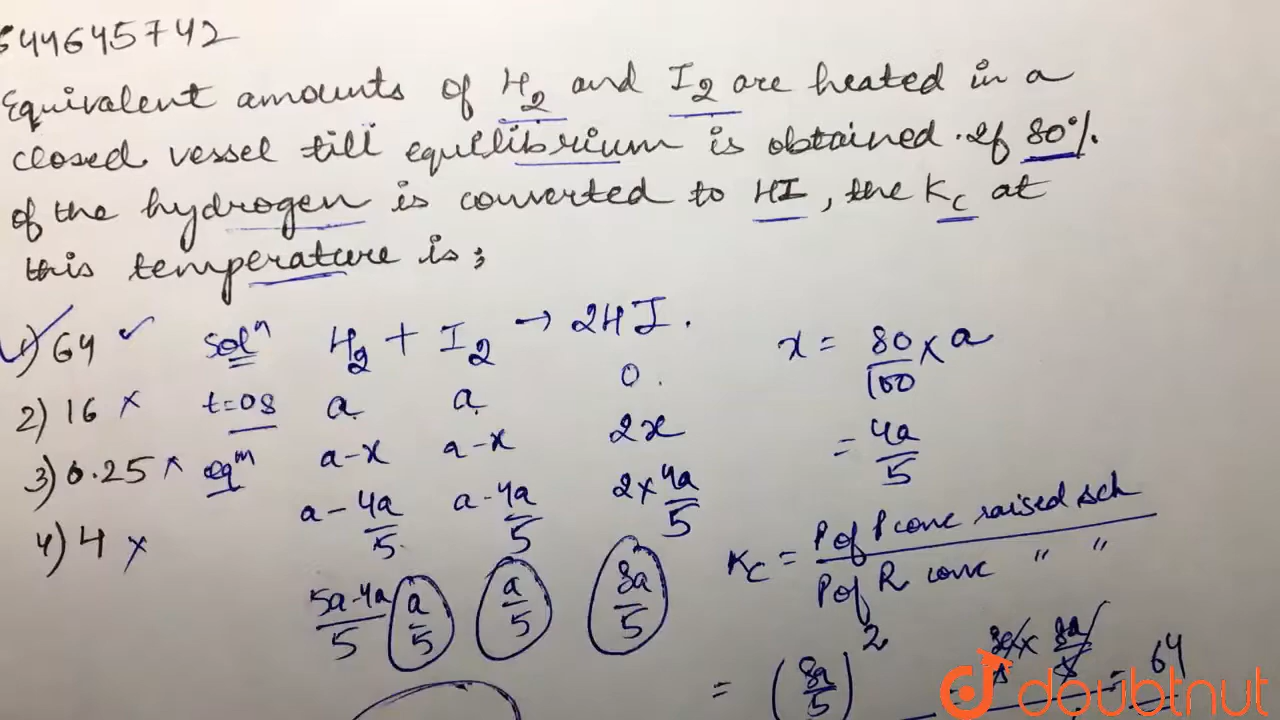 644645742
Equivalent amounts of H2 and I2 are heated in a
closed vessel till equilibrium is obtained. If 80%
of the hydrogen is converted to HI, the Kc at
this temperature is;
1) 64 ✓
2) 16 ×
3) 0.25 ×
4) 4 ×
Solⁿ H2 + I2 → 2HI.
t=0s a a 0.
eqᵐ a-x a-x 2x
a - 4a/5 a - 4a/5 2 × 4a/5
5a-4a/5 a/5 a/5 8a/5
x = 80/100 × a
= 4a/5
Kc = P of P conc raised sch / P of R conc " "
= (8a/5)² = 64
doubtnut